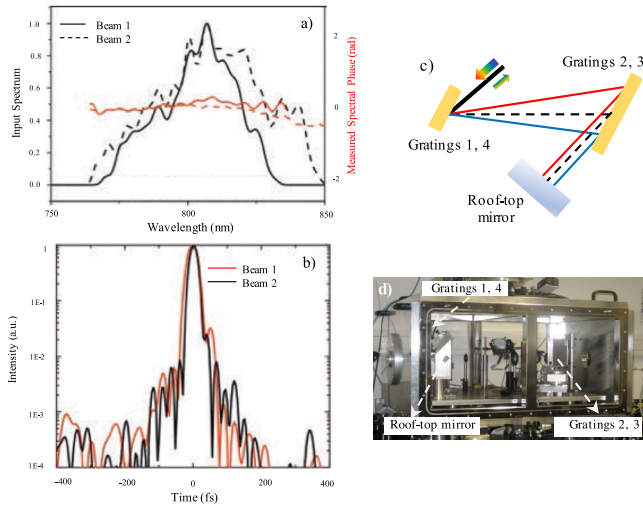 a)
Beam 1
Beam 2
Input Spectrum
1.0
0.8
0.6
0.4
0.2
0.0
2
0
-2
Measured Spectral Phase (rad)
750
800
850
Wavelength (nm)
b)
Beam 1
Beam 2
Intensity (a.u.)
1
1E-1
1E-2
1E-3
1E-4
-400
-200
0
200
400
Time (fs)
c)
Gratings 2, 3
Gratings 1, 4
Roof-top
mirror
d)
Gratings 1, 4
Roof-top mirror
Gratings 2, 3